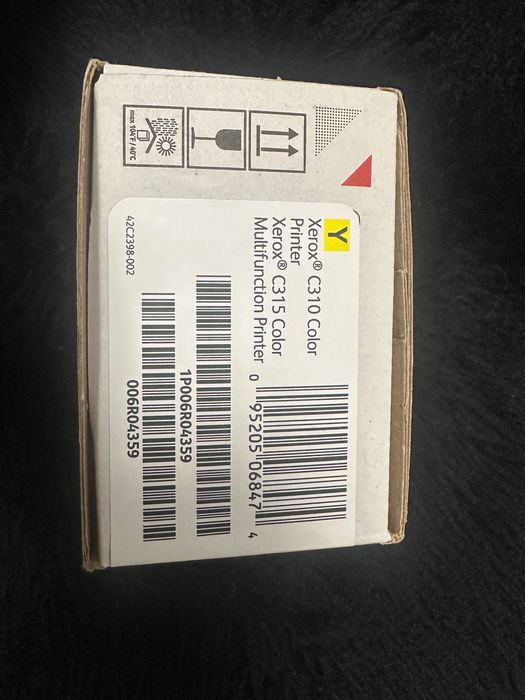 max 104°F / 40°C
Y
Xerox® C310 Color
Printer
Xerox® C315 Color
Multifunction Printer
0 95205 06847 4
1P006R04359
006R04359
42C2398-002